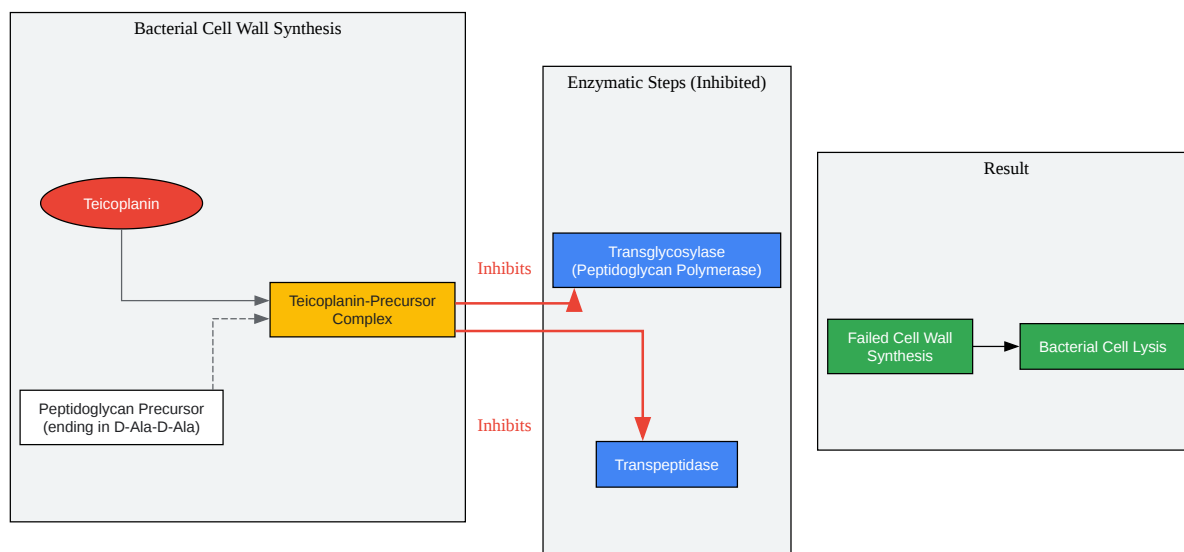 Bacterial Cell Wall Synthesis
Teicoplanin
Teicoplanin-Precursor
Complex
Peptidoglycan Precursor
(ending in D-Ala-D-Ala)
Inhibits
Inhibits
Enzymatic Steps (Inhibited)
Transglycosylase
(Peptidoglycan Polymerase)
Transpeptidase
Result
Failed Cell Wall
Synthesis
Bacterial Cell Lysis